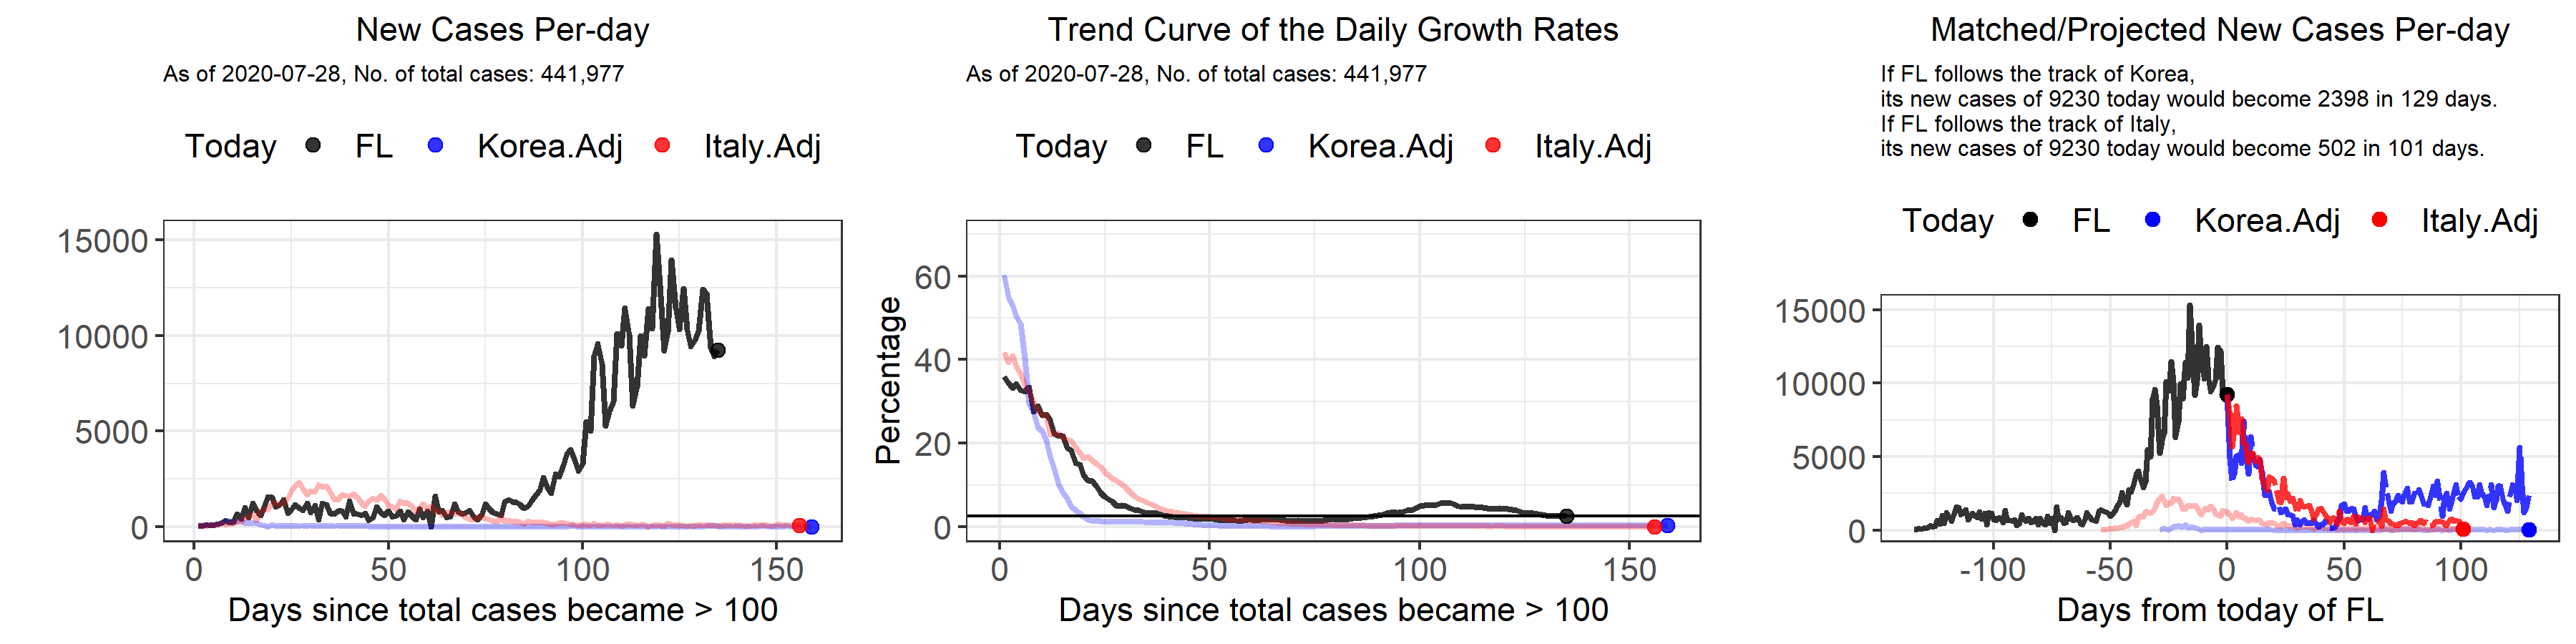 New Cases Per-day
As of 2020-07-28, No. of total cases: 441,977
Today FL Korea.Adj Italy.Adj
15000
10000
5000
0
0 50 100 150
Days since total cases became > 100
Trend Curve of the Daily Growth Rates
As of 2020-07-28, No. of total cases: 441,977
Today FL Korea.Adj Italy.Adj
Percentage
60
40
20
0
0 50 100 150
Days since total cases became > 100
Matched/Projected New Cases Per-day
If FL follows the track of Korea,
its new cases of 9230 today would become 2398 in 129 days.
If FL follows the track of Italy,
its new cases of 9230 today would become 502 in 101 days.
Today FL Korea.Adj Italy.Adj
15000
10000
5000
0
-100 -50 0 50 100
Days from today of FL